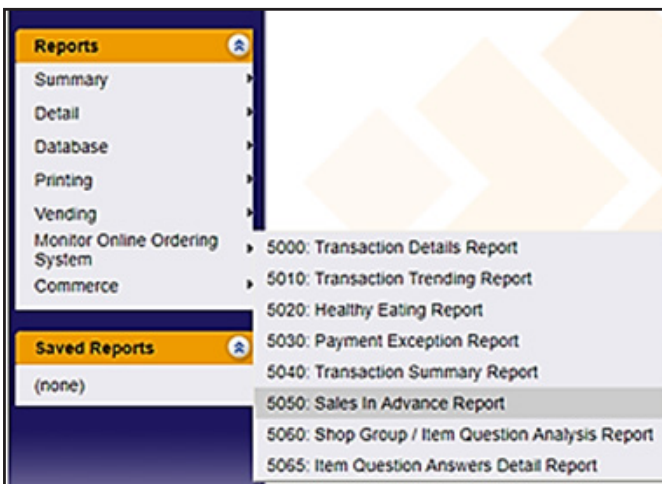 Reports
Summary
Detail
Database
Printing
Vending
Monitor Online Ordering
System
Commerce
5000: Transaction Details Report
5010: Transaction Trending Report
5020: Healthy Eating Report
5030: Payment Exception Report
5040: Transaction Summary Report
5050: Sales In Advance Report
5060: Shop Group / Item Question Analysis Report
5065: Item Question Answers Detail Report
Saved Reports
(none)